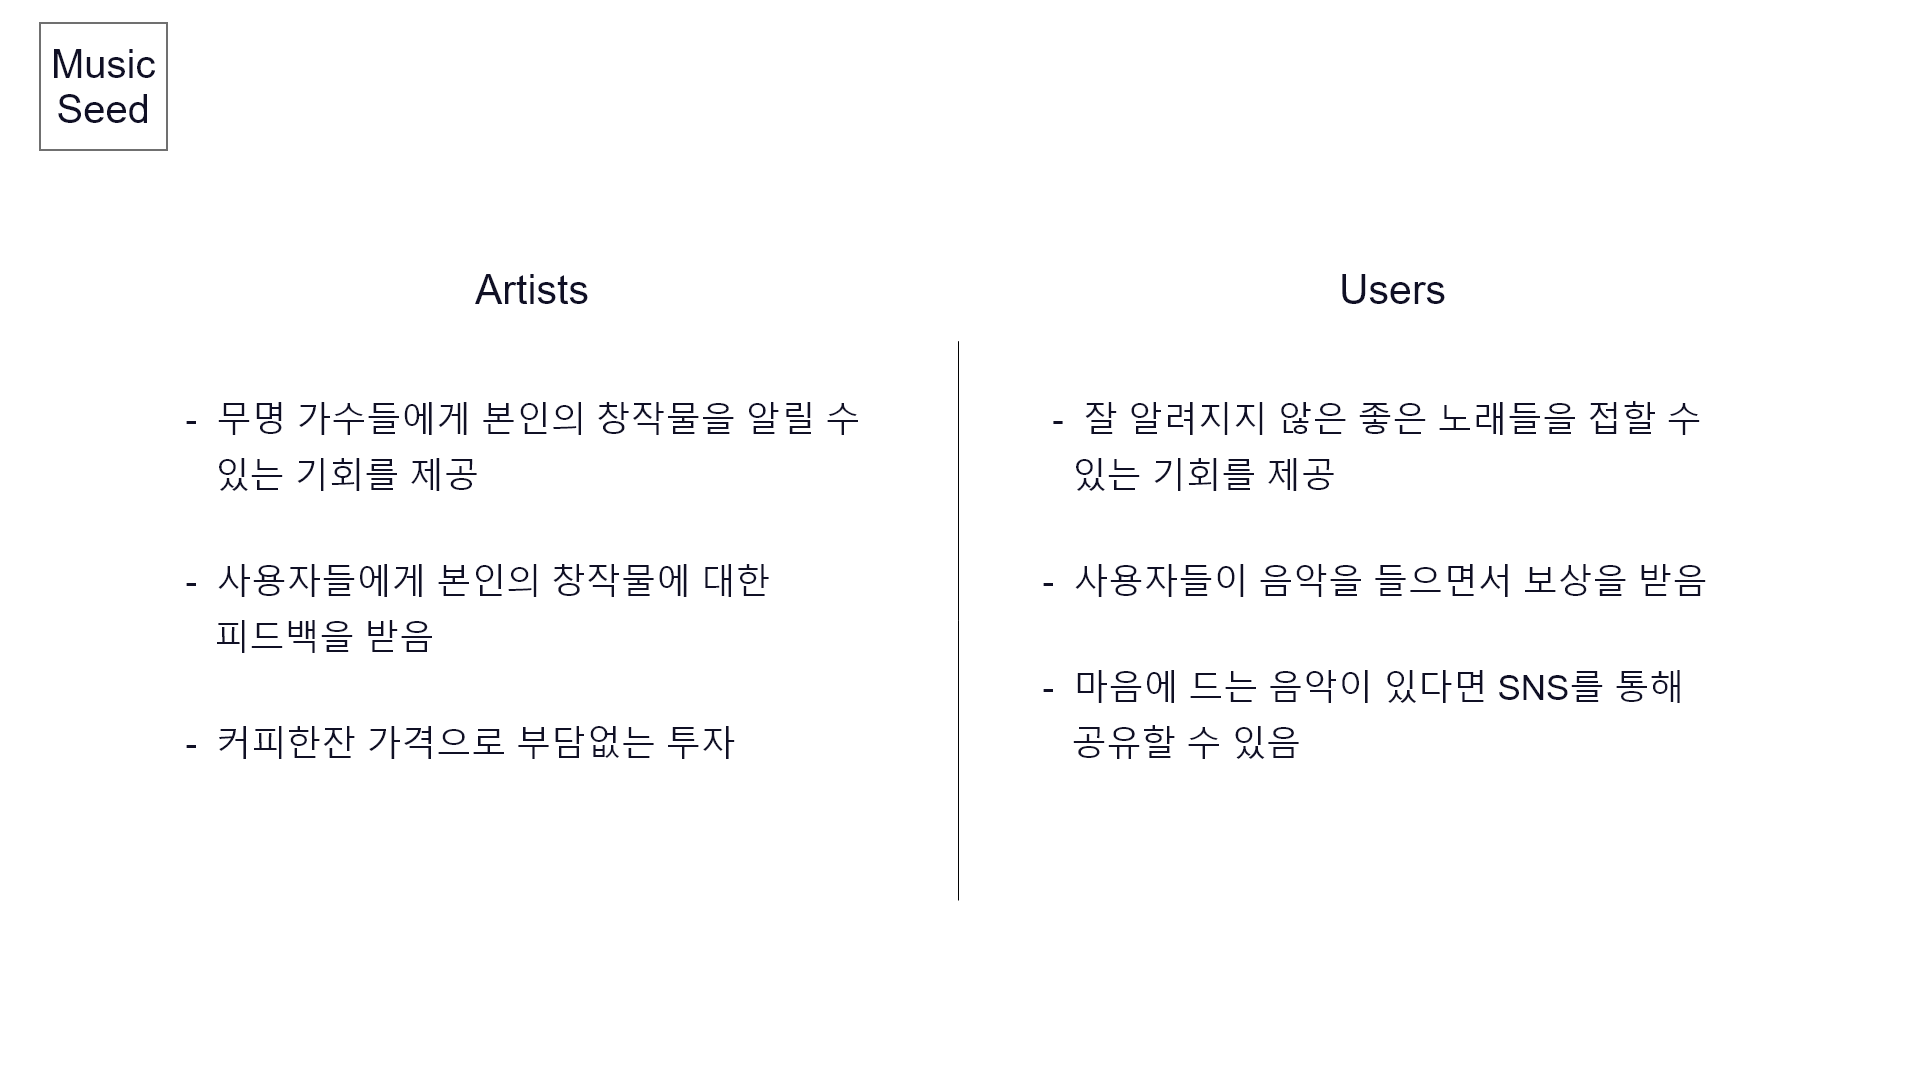 Music
Seed
Artists
- 무명 가수들에게 본인의 창작물을 알릴 수
있는 기회를 제공
- 사용자들에게 본인의 창작물에 대한
피드백을 받음
- 커피한잔 가격으로 부담없는 투자
Users
- 잘 알려지지 않은 좋은 노래들을 접할 수
있는 기회를 제공
- 사용자들이 음악을 들으면서 보상을 받음
- 마음에 드는 음악이 있다면 SNS를 통해
공유할 수 있음